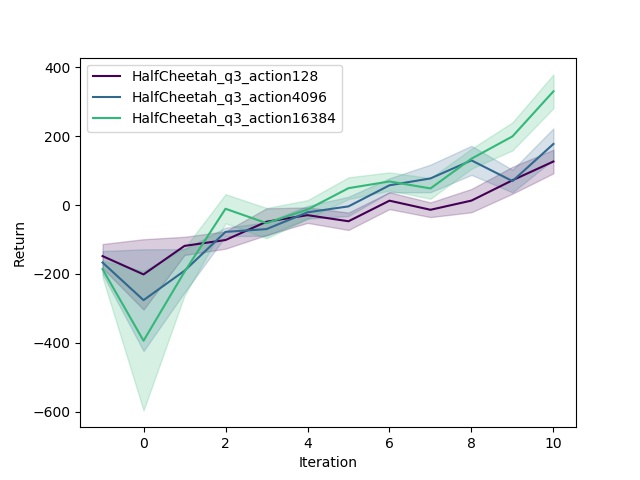 HalfCheetah_q3_action128
HalfCheetah_q3_action4096
HalfCheetah_q3_action16384
400
200
0
−200
−400
−600
Return
0 2 4 6 8 10
Iteration